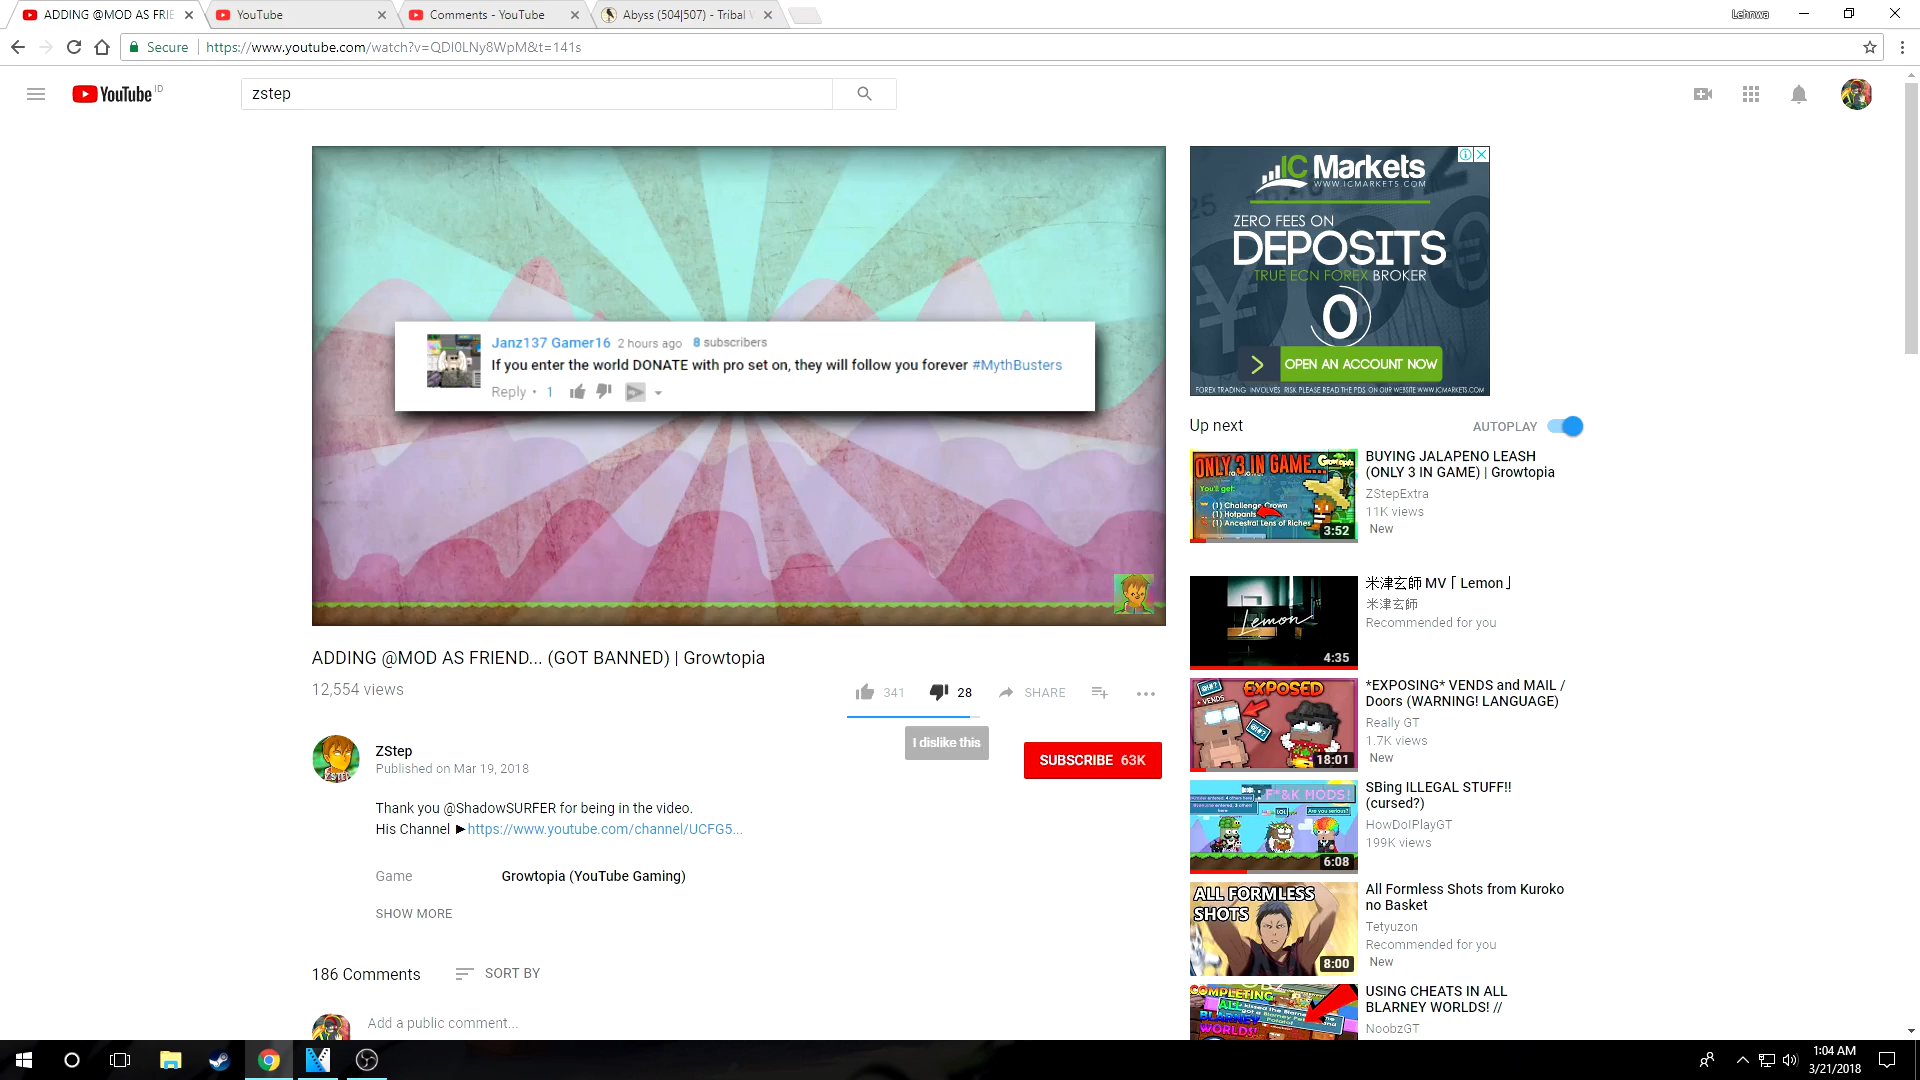 ADDING @MOD AS FRIE
YouTube
Comments - YouTube
Abyss (504|507) - Tribal
Lehnwa
Secure
https://www.youtube.com/watch?v=QDI0LNy8WpM&t=141s
YouTube ID
zstep
Janz137 Gamer16 2 hours ago 8 subscribers
If you enter the world DONATE with pro set on, they will follow you forever #MythBusters
Reply • 1
IC Markets
WWW.ICMARKETS.COM
ZERO FEES ON
DEPOSITS
TRUE ECN FOREX BROKER
0
OPEN AN ACCOUNT NOW
FOREX TRADING INVOLVES RISK PLEASE READ THE PDS ON OUR WEBSITE WWW.ICMARKETS.COM
Up next
AUTOPLAY
ONLY 3 IN GAME...
Growtopia
You'll get:
(1) Challenge Crown
(1) Hotpants
(1) Ancestral Lens of Riches
3:52
BUYING JALAPENO LEASH
(ONLY 3 IN GAME) | Growtopia
ZStepExtra
11K views
New
Lemon
4:35
米津玄師 MV「Lemon」
米津玄師
Recommended for you
EXPOSED
VENDS
18:01
*EXPOSING* VENDS and MAIL /
Doors (WARNING! LANGUAGE)
Really GT
1.7K views
New
F*&K MODS!
LOL
Are you serious?
6:08
SBing ILLEGAL STUFF!!
(cursed?)
HowDoIPlayGT
199K views
ALL FORMLESS
SHOTS
8:00
All Formless Shots from Kuroko
no Basket
Tetyuzon
Recommended for you
New
COMPLETING
ALL
BLARNEY
WORLDS!
USING CHEATS IN ALL
BLARNEY WORLDS! //
NoobzGT
ADDING @MOD AS FRIEND... (GOT BANNED) | Growtopia
12,554 views
341
28
SHARE
I dislike this
ZSTEP
ZStep
Published on Mar 19, 2018
SUBSCRIBE 63K
Thank you @ShadowSURFER for being in the video.
His Channel ►https://www.youtube.com/channel/UCFG5...
Game
Growtopia (YouTube Gaming)
SHOW MORE
186 Comments
SORT BY
Add a public comment...
1:04 AM
3/21/2018